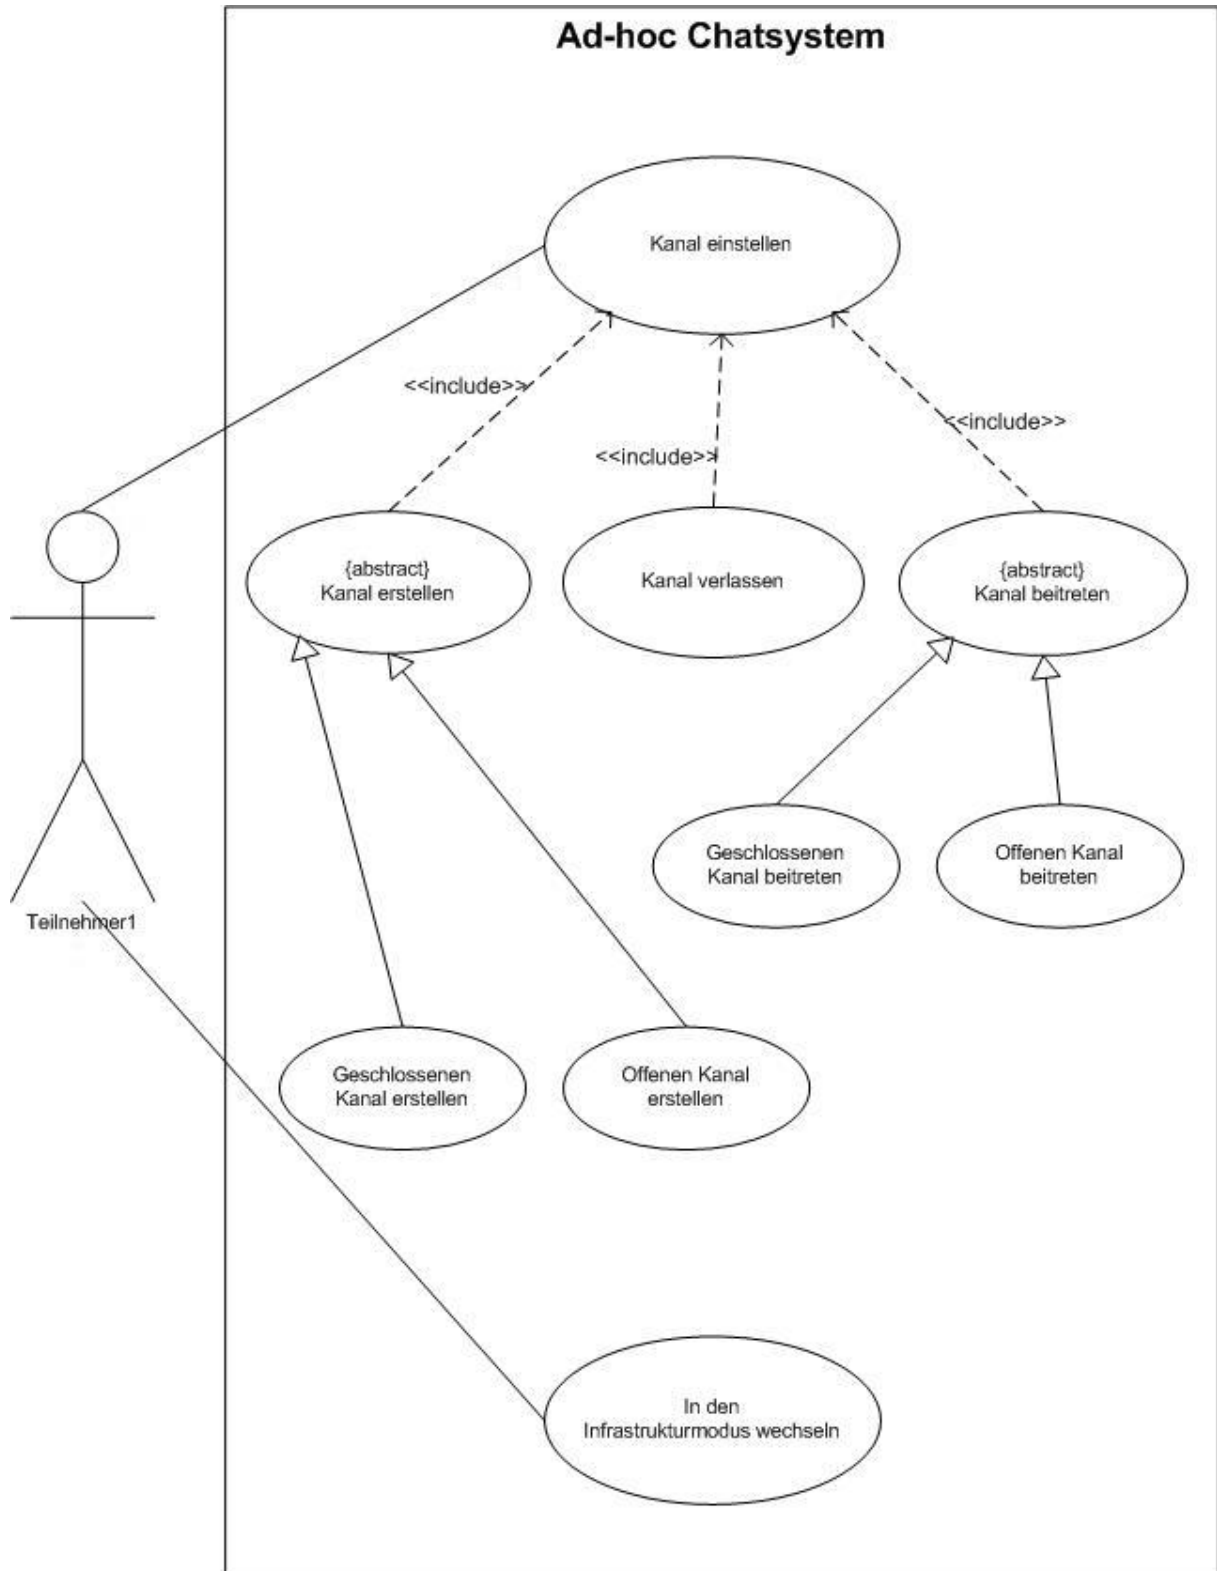 Ad-hoc Chatsystem
Kanal einstellen
<<include>>
<<include>>
<<include>>
{abstract}
Kanal erstellen
Kanal verlassen
{abstract}
Kanal beitreten
Geschlossenen
Kanal beitreten
Offenen Kanal
beitreten
Teilnehmer1
Geschlossenen
Kanal erstellen
Offenen Kanal
erstellen
In den
Infrastrukturmodus wechseln